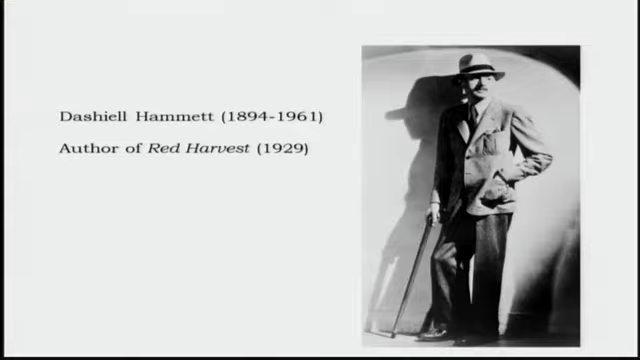 Dashiell Hammett (1894-1961)
Author of Red Harvest (1929)